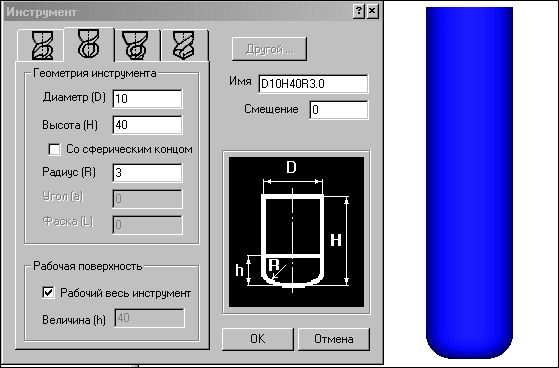 Инструмент
Геометрия инструмента
Диаметр (D) 10
Высота (H) 40
Со сферическим концом
Радиус (R) 3
Угол (a) 0
Фаска (L) 0
Рабочая поверхность
Рабочий весь инструмент
Величина (h) 40
Другой ...
Имя D10H40R3.0
Смещение 0
D
H
h
R
OK
Отмена